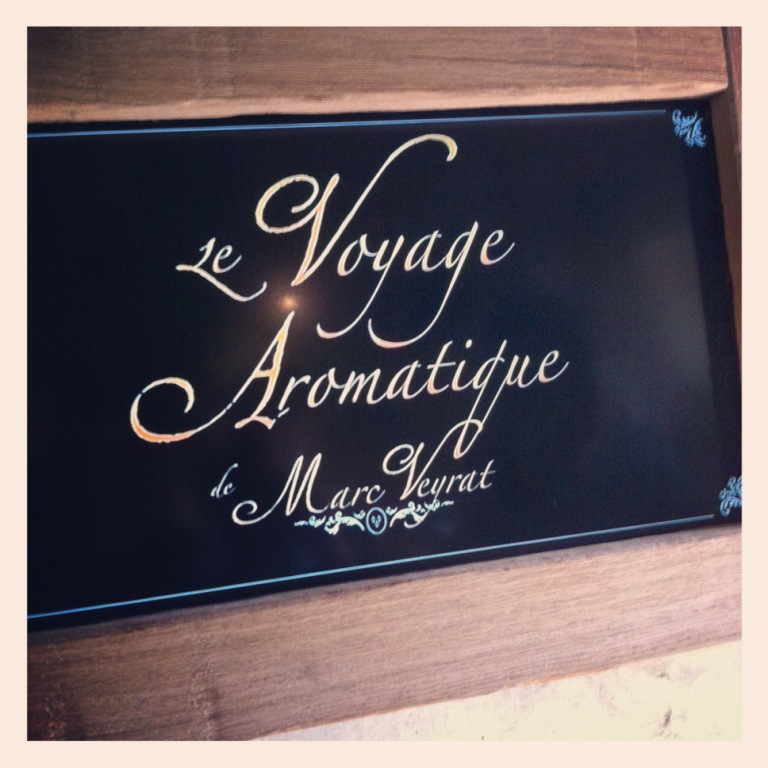 Le Voyage
Aromatique
de Marc Veyrat